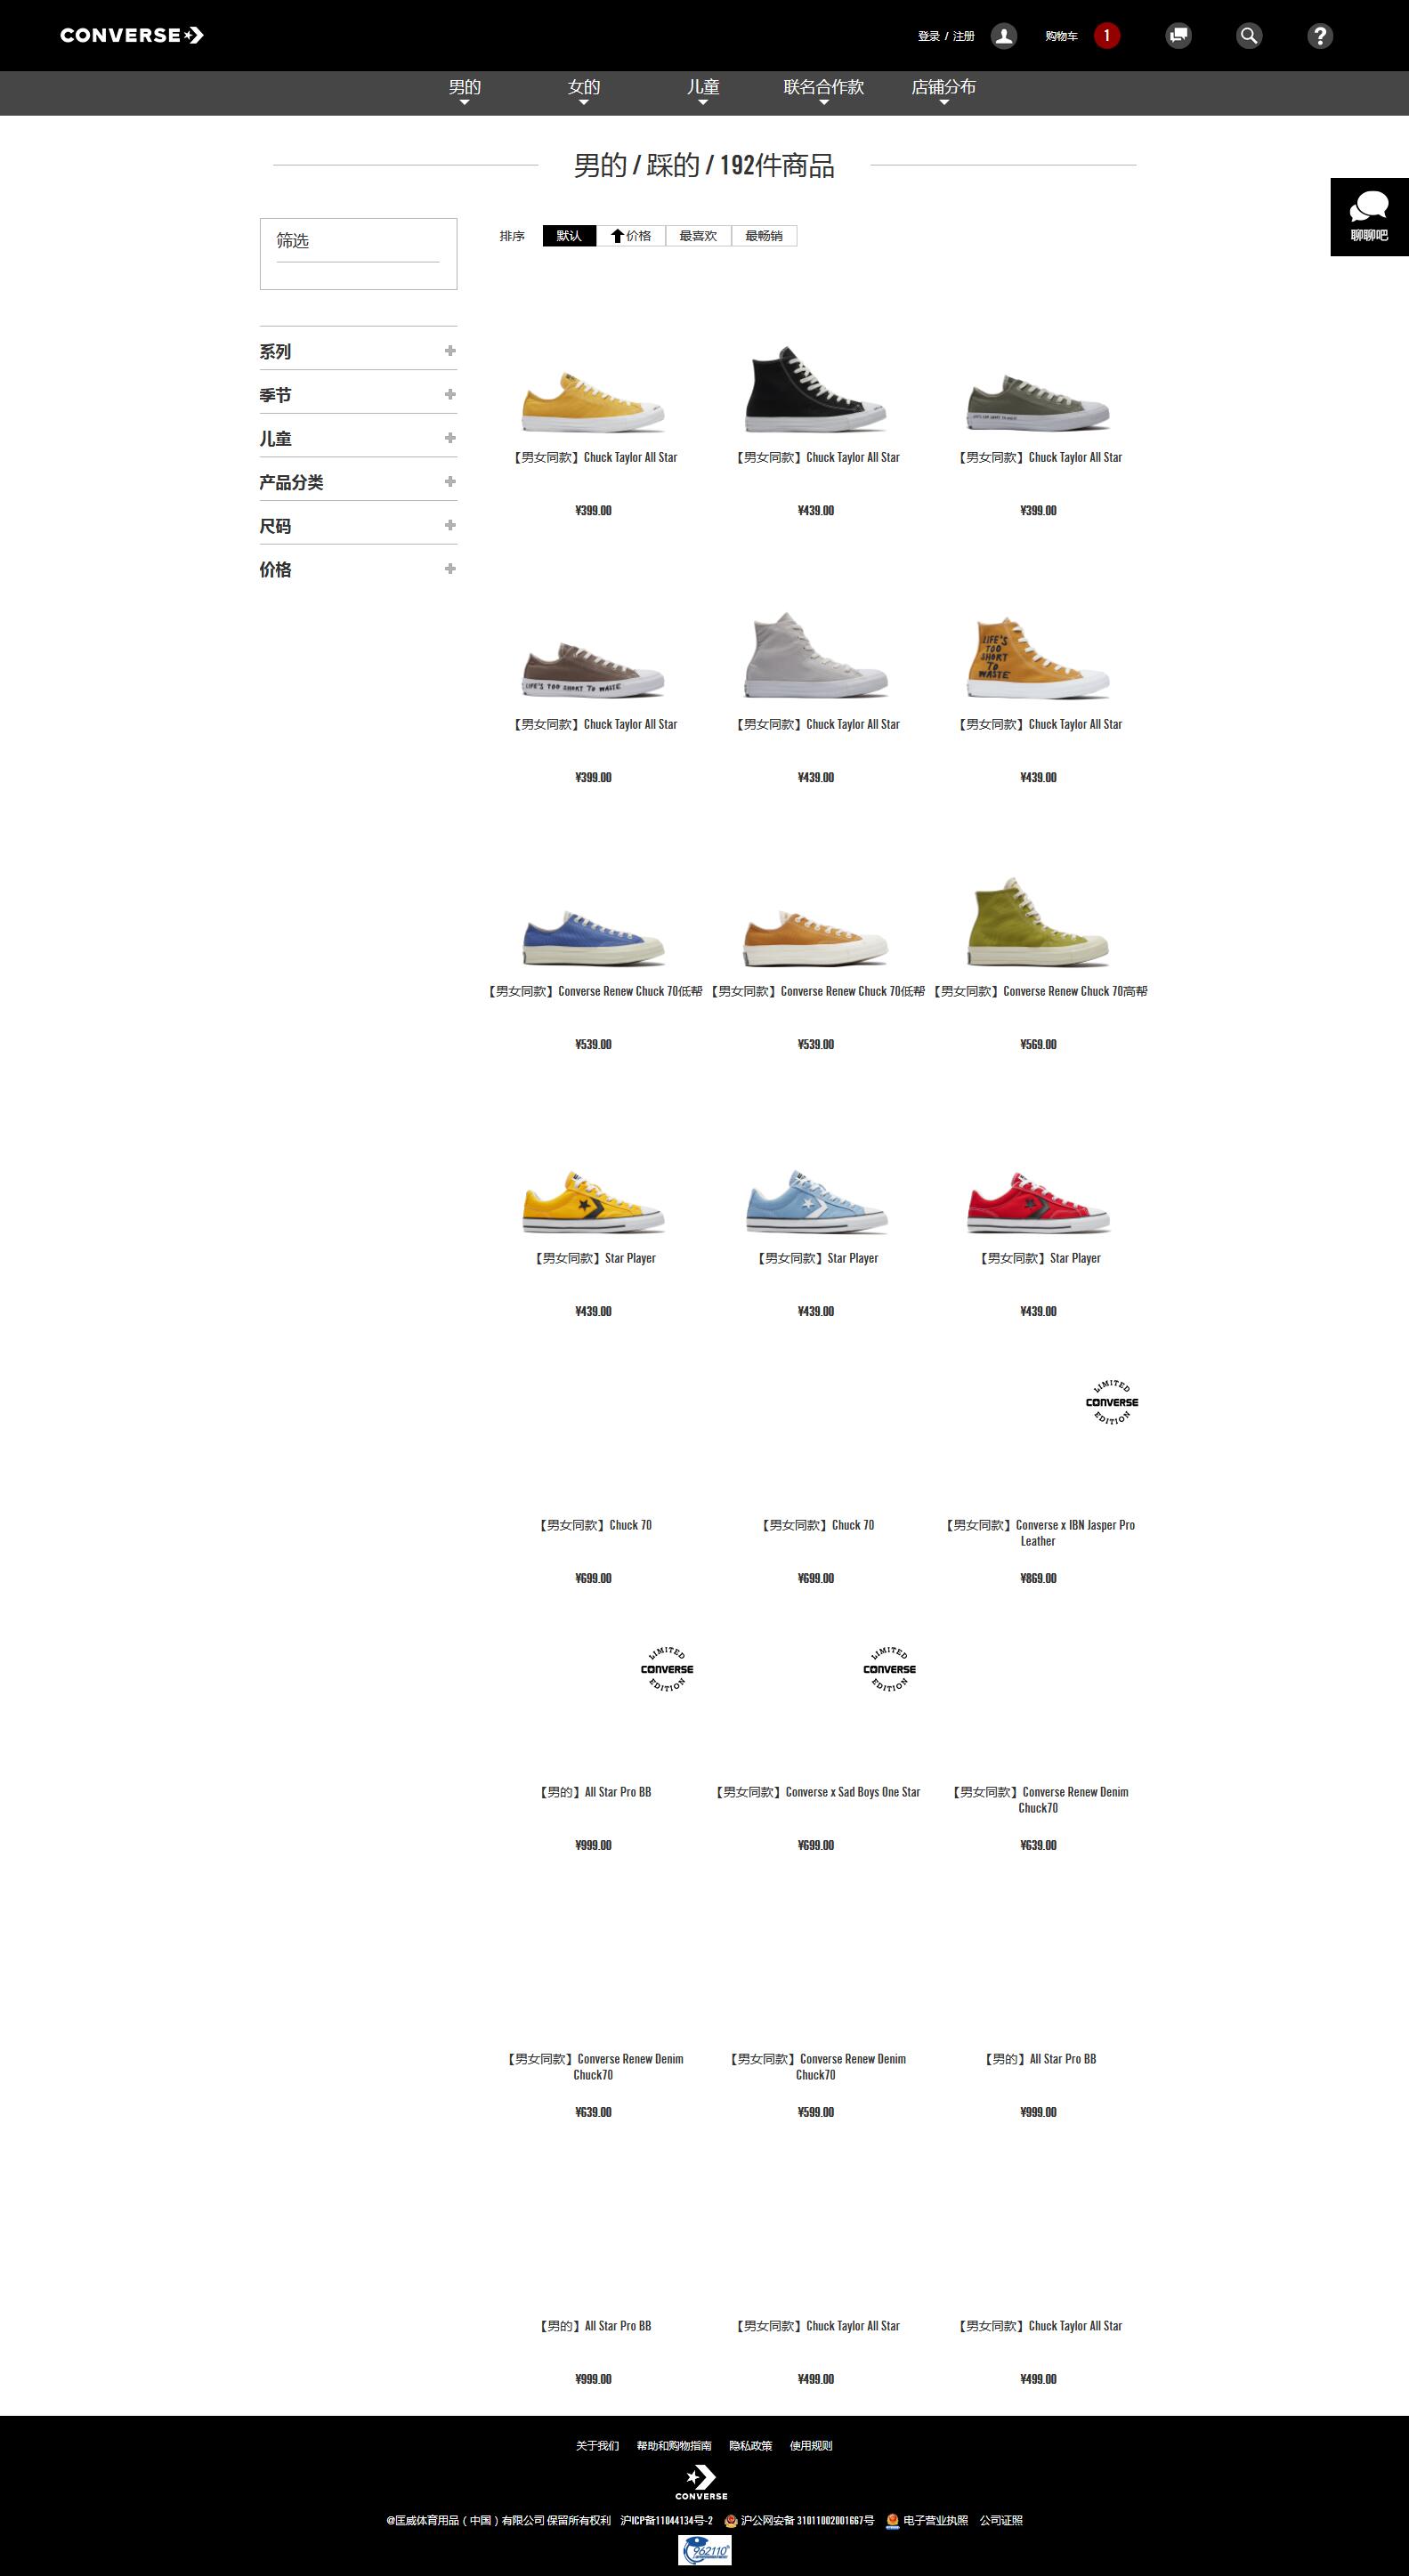 CONVERSE
登录 / 注册
购物车 1
男的 女的 儿童 联名合作款 店铺分布
男的 / 踩的 / 192件商品
聊聊吧
筛选
排序 默认 价格 最喜欢 最畅销
系列
季节
儿童
产品分类
尺码
价格
【男女同款】Chuck Taylor All Star 【男女同款】Chuck Taylor All Star 【男女同款】Chuck Taylor All Star
¥399.00 ¥439.00 ¥399.00
LIFE'S TOO SHORT TO WASTE
LIFE'S
TOO
SHORT
TO
WASTE
【男女同款】Chuck Taylor All Star 【男女同款】Chuck Taylor All Star 【男女同款】Chuck Taylor All Star
¥399.00 ¥439.00 ¥439.00
【男女同款】Converse Renew Chuck 70低帮 【男女同款】Converse Renew Chuck 70低帮 【男女同款】Converse Renew Chuck 70高帮
¥539.00 ¥539.00 ¥569.00
【男女同款】Star Player 【男女同款】Star Player 【男女同款】Star Player
¥439.00 ¥439.00 ¥439.00
LIMITED
CONVERSE
EDITION
【男女同款】Chuck 70 【男女同款】Chuck 70 【男女同款】Converse x IBN Jasper Pro
Leather
¥699.00 ¥699.00 ¥869.00
LIMITED LIMITED
CONVERSE CONVERSE
EDITION EDITION
【男的】All Star Pro BB 【男女同款】Converse x Sad Boys One Star 【男女同款】Converse Renew Denim
Chuck70
¥999.00 ¥699.00 ¥639.00
【男女同款】Converse Renew Denim 【男女同款】Converse Renew Denim 【男的】All Star Pro BB
Chuck70 Chuck70
¥639.00 ¥599.00 ¥999.00
【男的】All Star Pro BB 【男女同款】Chuck Taylor All Star 【男女同款】Chuck Taylor All Star
¥999.00 ¥499.00 ¥499.00
关于我们 帮助和购物指南 隐私政策 使用规则
CONVERSE
@匡威体育用品（中国）有限公司 保留所有权利 沪ICP备11044134号-2 沪公网安备 31011002001667号 电子营业执照 公司证照
962110